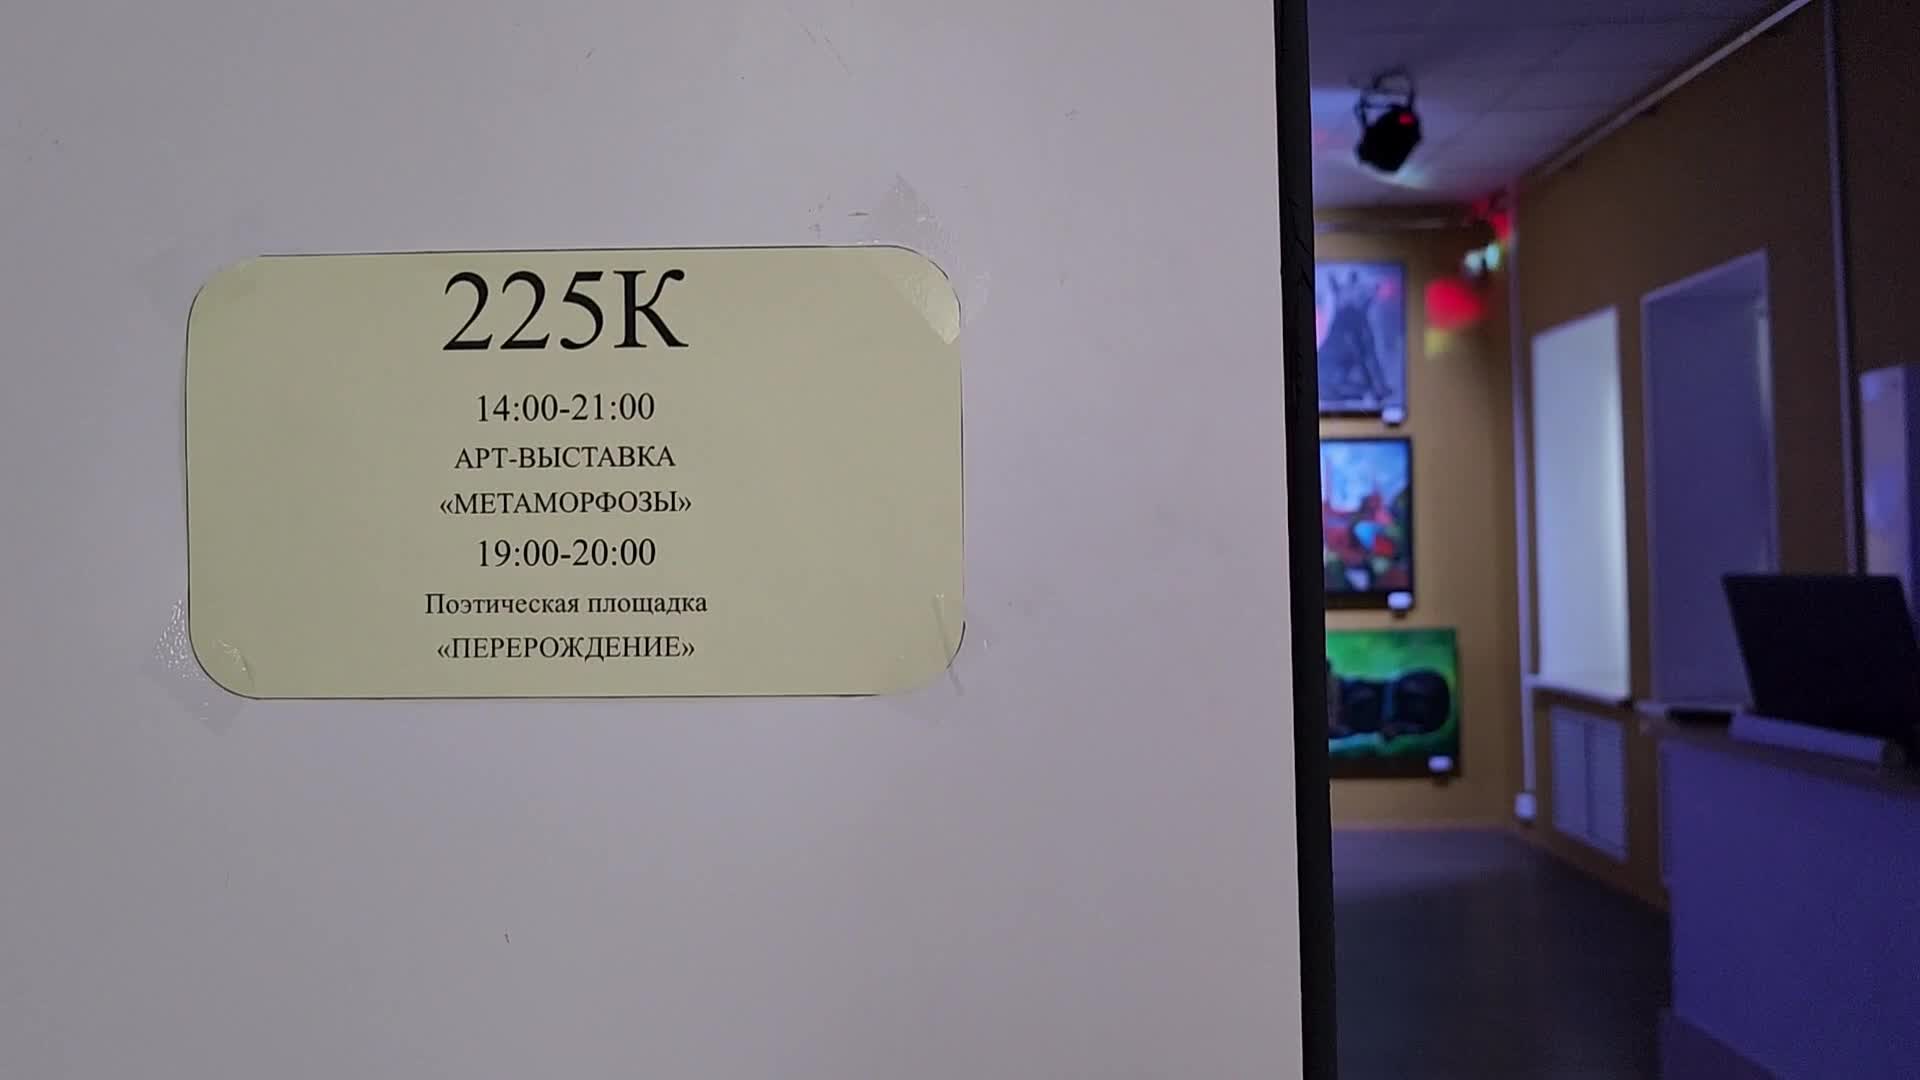 225К
14:00-21:00
АРТ-ВЫСТАВКА
«МЕТАМОРФОЗЫ»
19:00-20:00
Поэтическая площадка
«ПЕРЕРОЖДЕНИЕ»